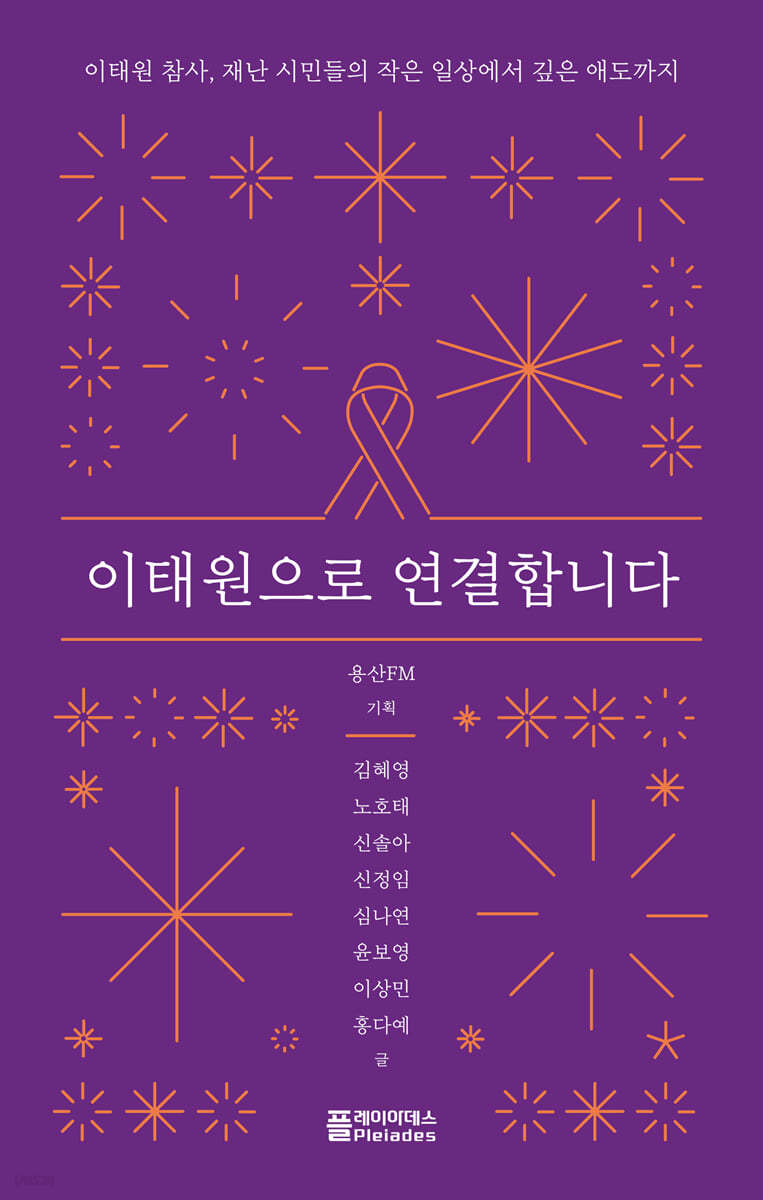 이태원 참사, 재난 시민들의 작은 일상에서 깊은 애도까지
이태원으로 연결합니다
용산FM
기획
김혜영
노호태
신솔아
신정임
심나연
윤보영
이상민
홍다예
글
플레이아데스
Pleiades